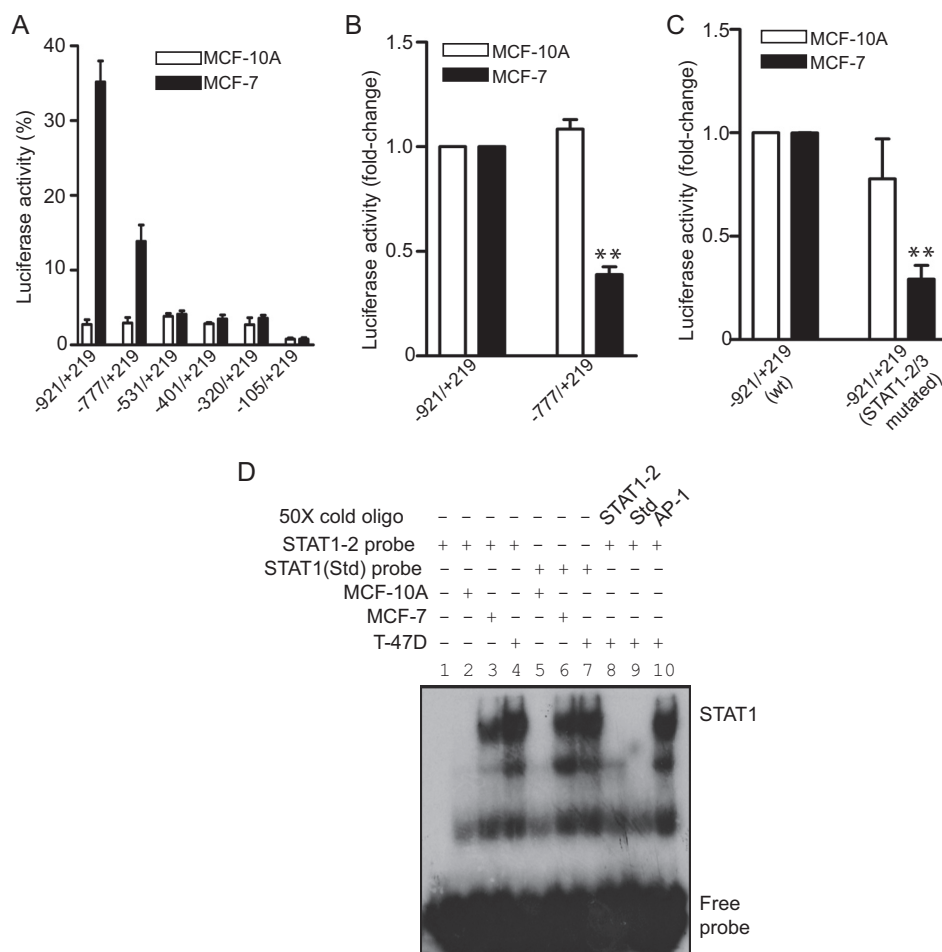 A
Luciferase activity (%)
40
30
20
10
0
MCF-10A
MCF-7
-921/+219
-777/+219
-531/+219
-401/+219
-320/+219
-105/+219
B
Luciferase activity (fold-change)
1.5
1.0
0.5
0
MCF-10A
MCF-7
**
-921/+219
-777/+219
C
Luciferase activity (fold-change)
1.5
1.0
0.5
0
MCF-10A
MCF-7
**
-921/+219
(wt)
-921/+219
(STAT1-2/3
mutated)
D
STAT1-2
Std
AP-1
50X cold oligo – – – – – – –
STAT1-2 probe + + + + – – – + + +
STAT1(Std) probe – – – – + + + – – –
MCF-10A – + – – + – – – – –
MCF-7 – – + – – + – – – –
T-47D – – – + – – + + + +
1 2 3 4 5 6 7 8 9 10
STAT1
Free
probe